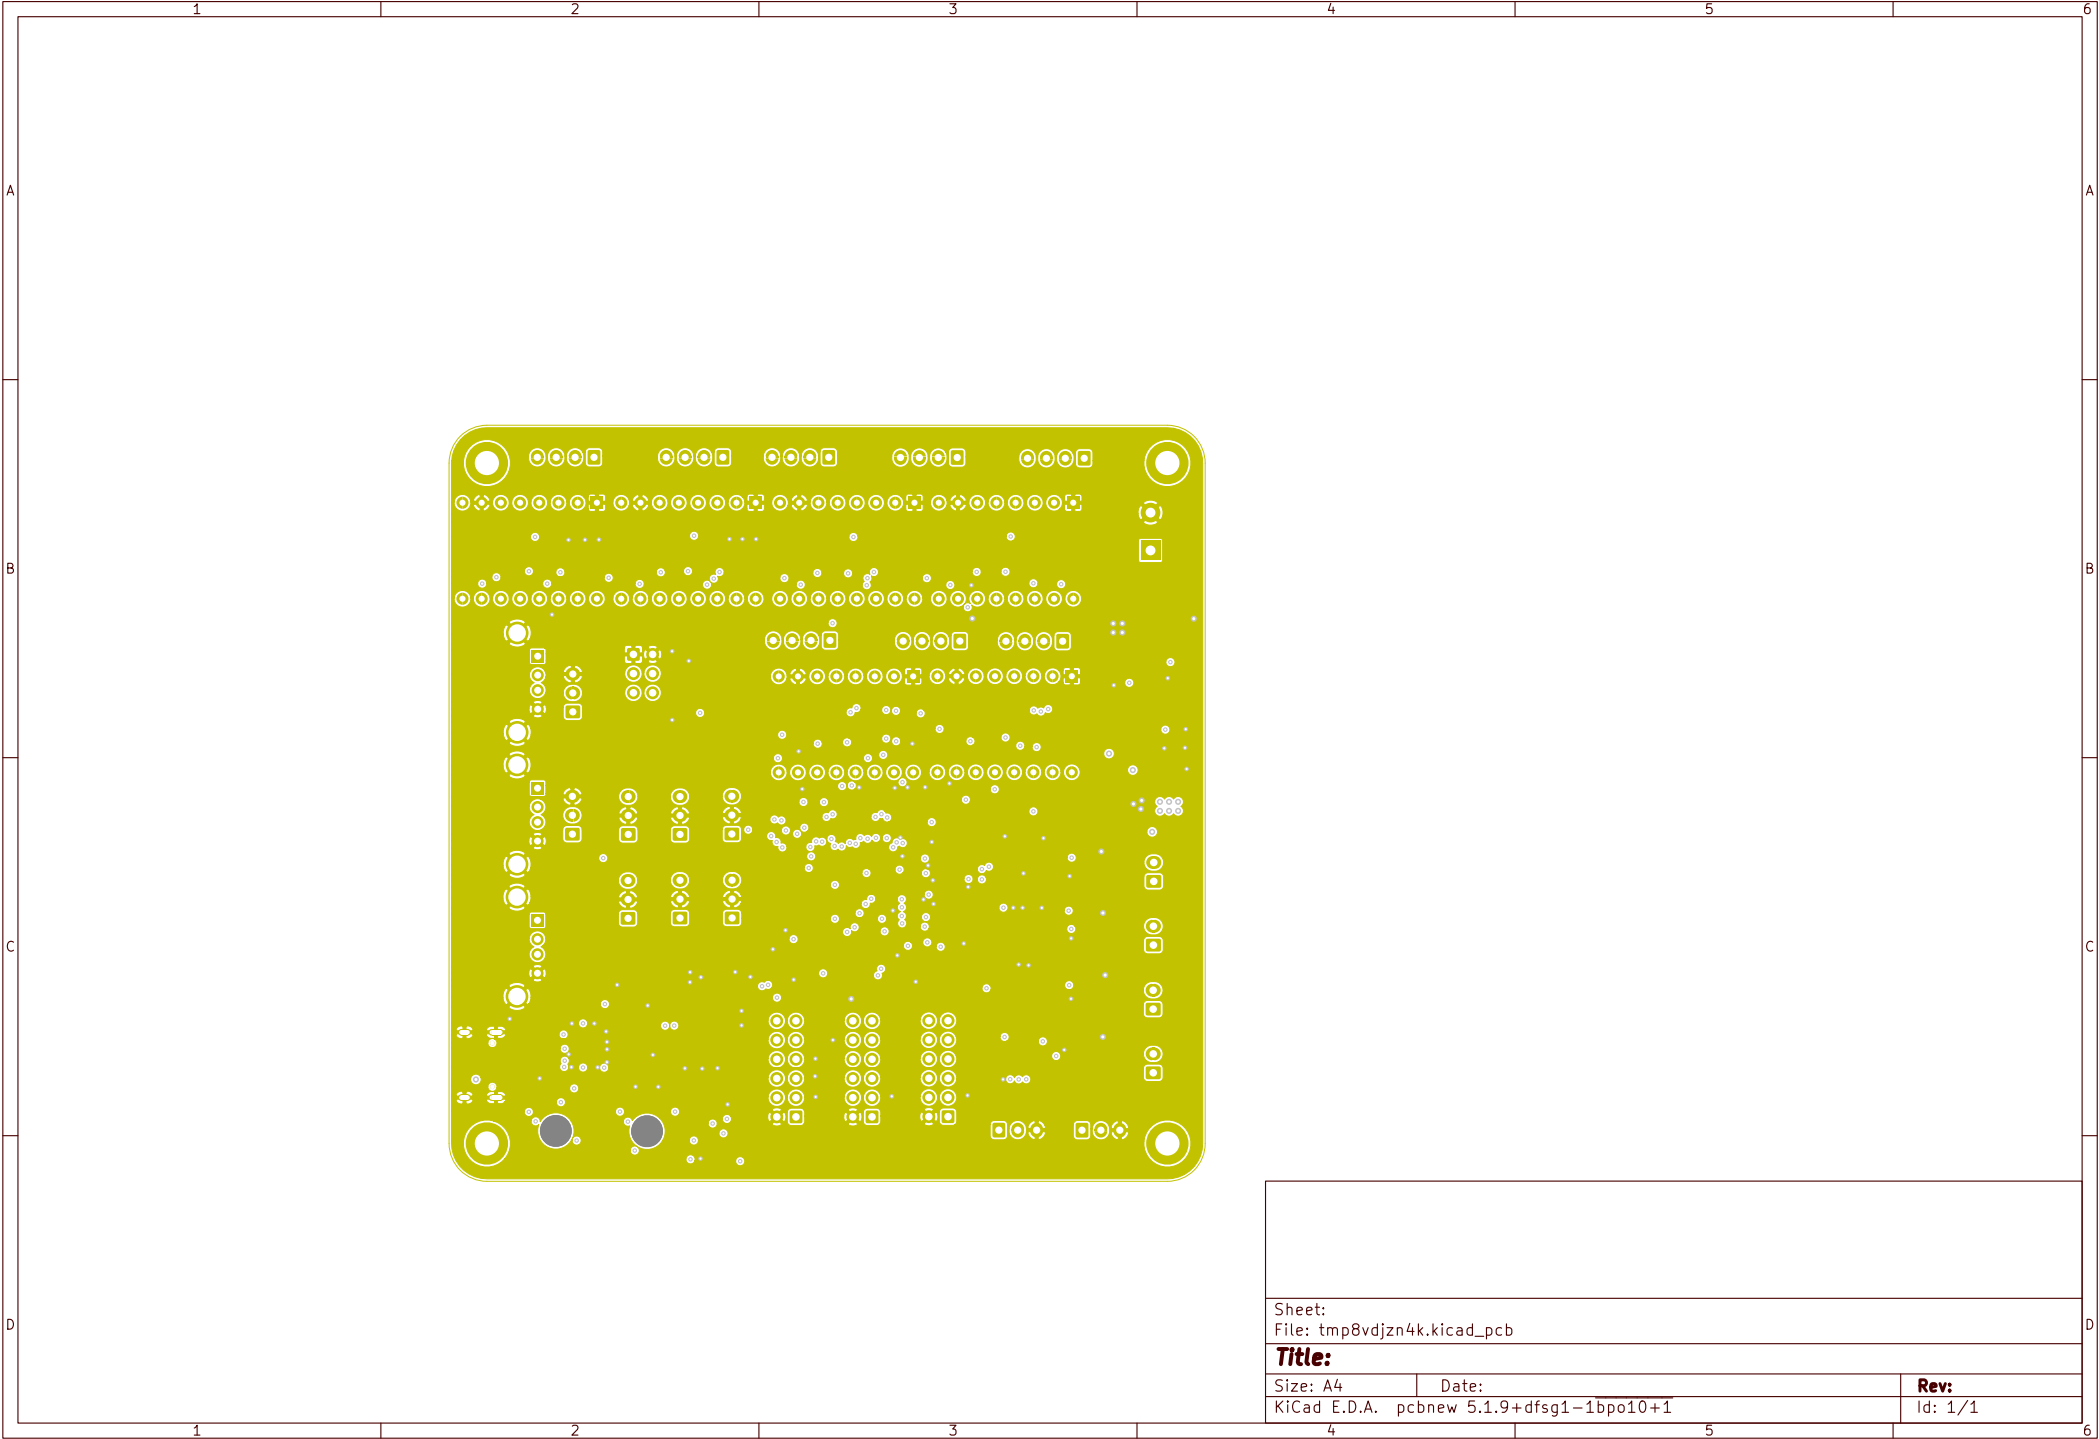 1 2 3 4 5 6
A A
B B
C C
D D
Sheet:
File: tmp8vdjzn4k.kicad_pcb
Title:
Size: A4 Date: Rev:
KiCad E.D.A. pcbnew 5.1.9+dfsg1-1bpo10+1 Id: 1/1
1 2 3 4 5 6